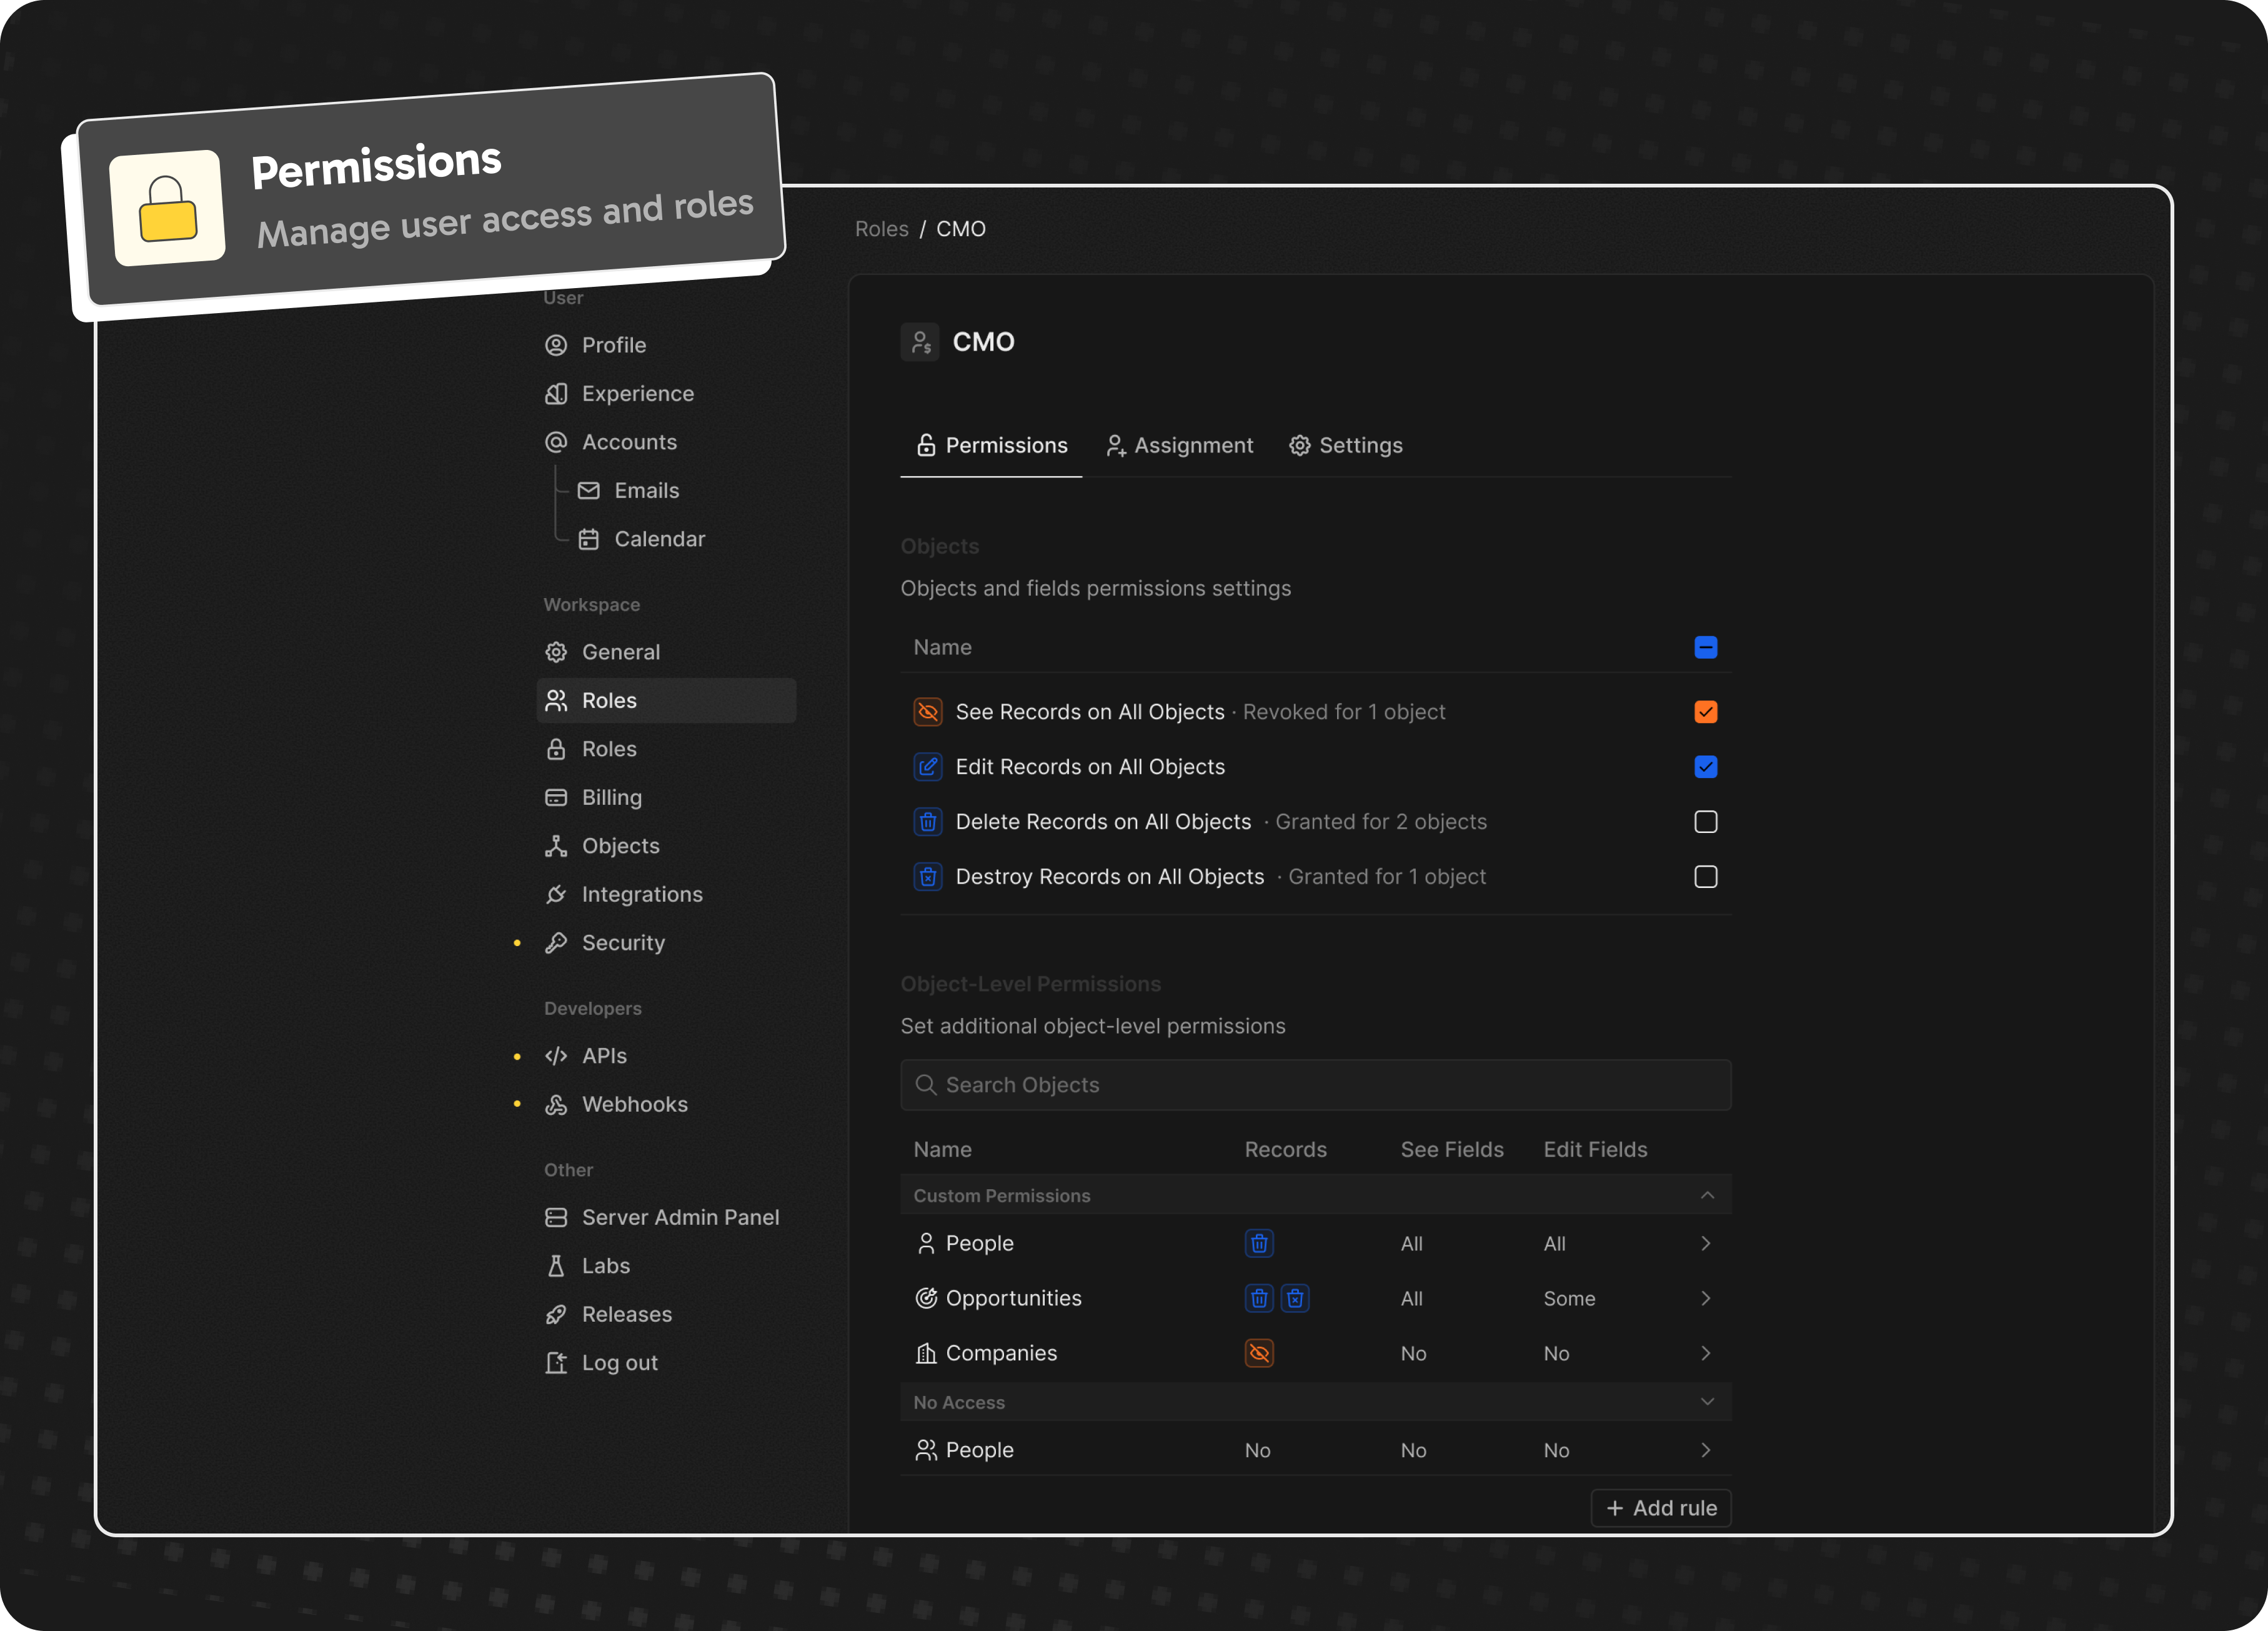 Permissions
Manage user access and roles
Roles / CMO
User
Profile
Experience
Accounts
Emails
Calendar
Workspace
General
Roles
Roles
Billing
Objects
Integrations
Security
Developers
APIs
Webhooks
Other
Server Admin Panel
Labs
Releases
Log out
CMO
Permissions Assignment Settings
Objects
Objects and fields permissions settings
Name
See Records on All Objects · Revoked for 1 object
Edit Records on All Objects
Delete Records on All Objects · Granted for 2 objects
Destroy Records on All Objects · Granted for 1 object
Object-Level Permissions
Set additional object-level permissions
Search Objects
Name Records See Fields Edit Fields
Custom Permissions
People All All
Opportunities All Some
Companies No No
No Access
People No No No
+ Add rule